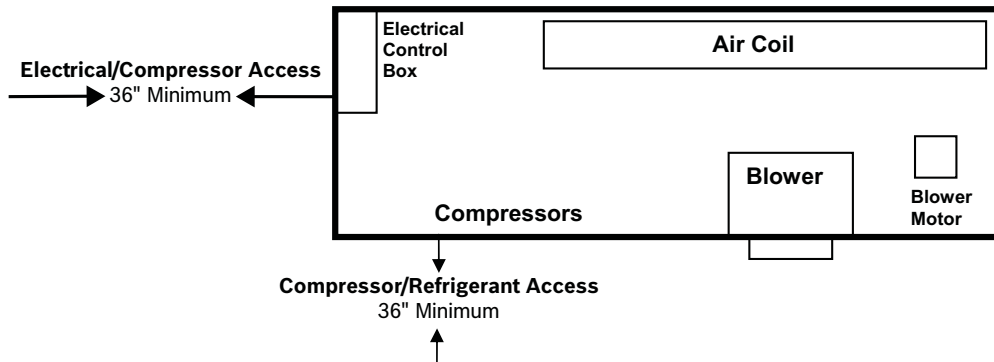 Electrical
Control
Box
Air Coil
Electrical/Compressor Access
36" Minimum
Blower
Blower
Motor
Compressors
Compressor/Refrigerant Access
36" Minimum